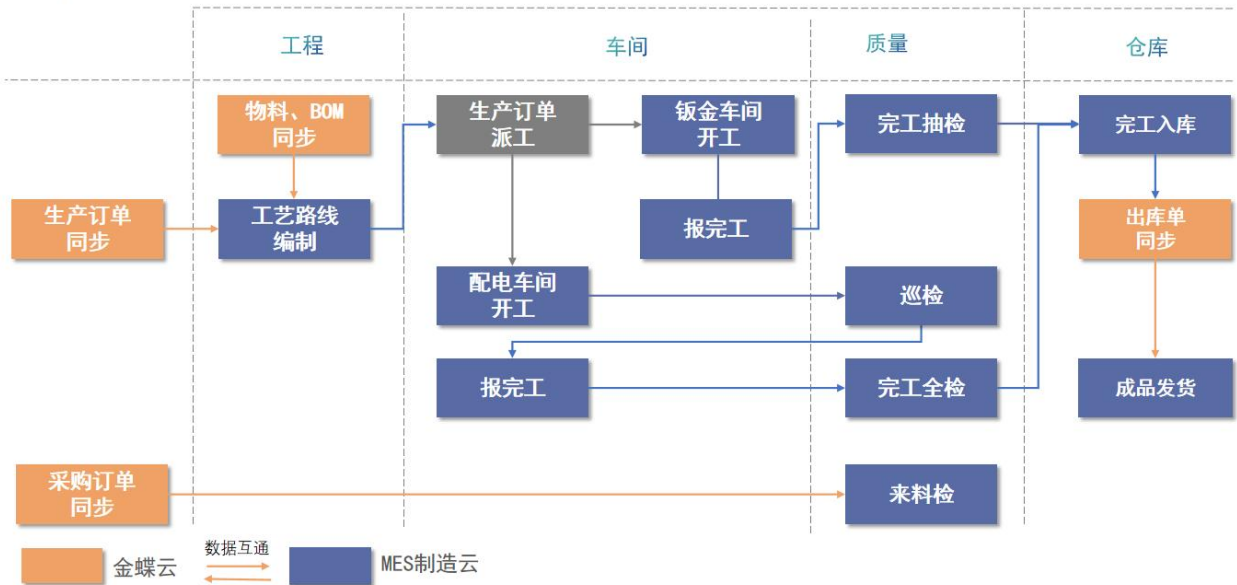 工程
车间
质量
仓库
物料、BOM
同步
生产订单
派工
钣金车间
开工
完工抽检
完工入库
生产订单
同步
工艺路线
编制
报完工
出库单
同步
配电车间
开工
巡检
报完工
完工全检
成品发货
采购订单
同步
来料检
金蝶云
数据互通
MES制造云